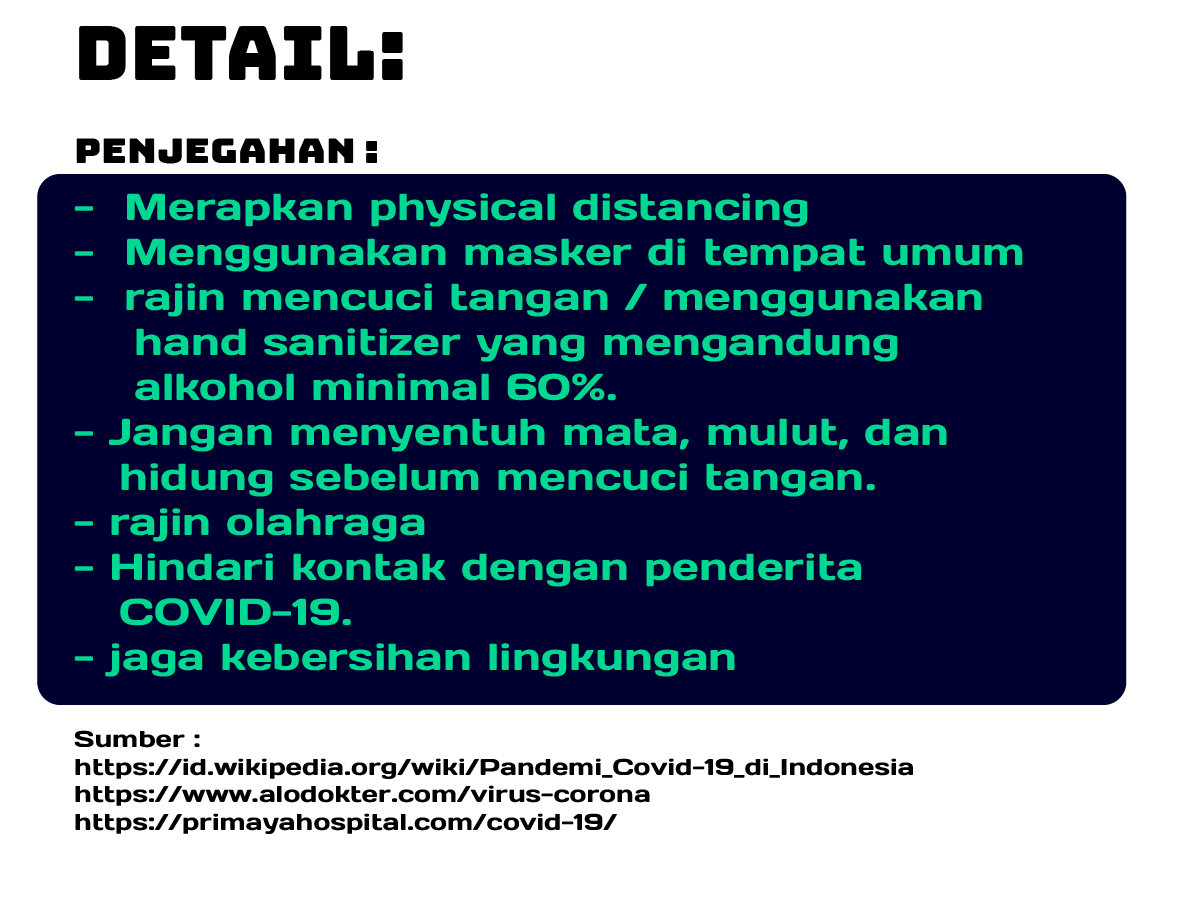 DETAIL:
PENJEGAHAN :
- Merapkan physical distancing
- Menggunakan masker di tempat umum
- rajin mencuci tangan / menggunakan
hand sanitizer yang mengandung
alkohol minimal 60%.
- Jangan menyentuh mata, mulut, dan
hidung sebelum mencuci tangan.
- rajin olahraga
- Hindari kontak dengan penderita
COVID-19.
- jaga kebersihan lingkungan
Sumber :
https://id.wikipedia.org/wiki/Pandemi_Covid-19_di_Indonesia
https://www.alodokter.com/virus-corona
https://primayahospital.com/covid-19/